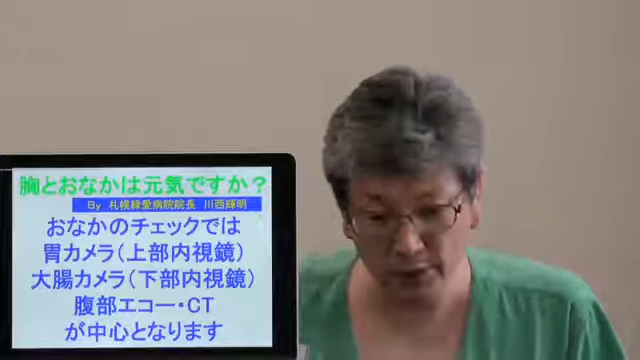 胸とおなかは元気ですか?
By 札幌緑愛病院院長 川西輝明
おなかのチェックでは
胃カメラ(上部内視鏡)
大腸カメラ(下部内視鏡)
腹部エコー・CT
が中心となります